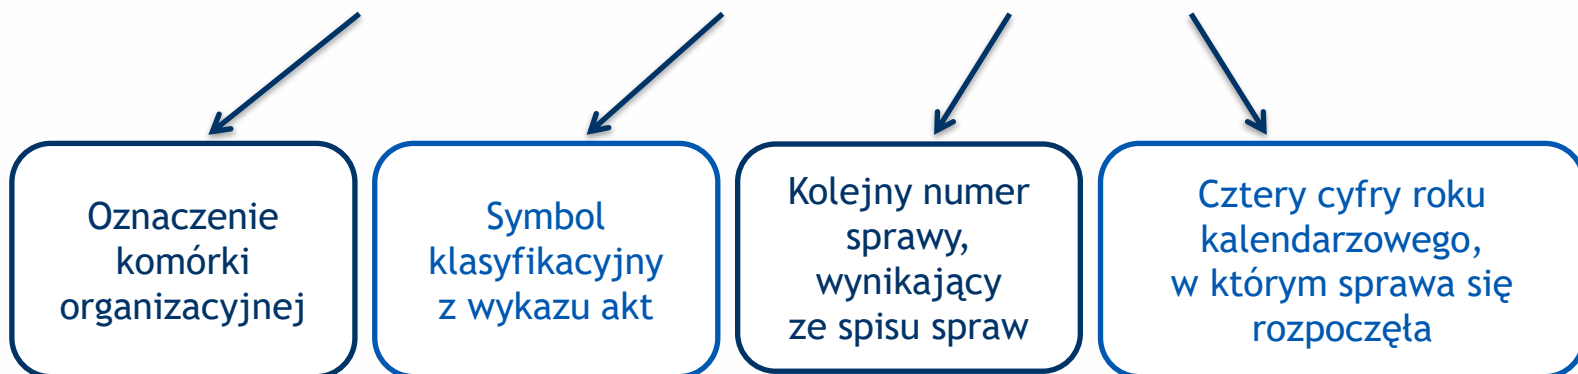 Oznaczenie
komórki
organizacyjnej
Symbol
klasyfikacyjny
z wykazu akt
Kolejny numer
sprawy,
wynikający
ze spisu spraw
Cztery cyfry roku
kalendarzowego,
w którym sprawa się
rozpoczęła